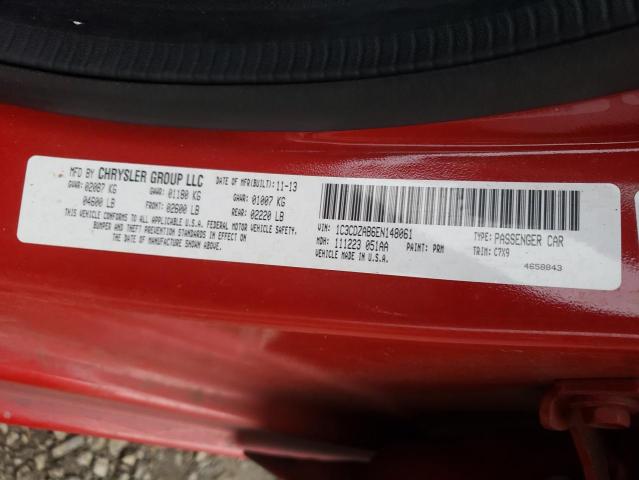 MFD BY CHRYSLER GROUP LLC DATE OF MFR(BUILT): 11-13
GVWR: 02087 KG GAWR: 01180 KG GAWR: 01007 KG
04600 LB FRONT: 02600 LB REAR: 02220 LB
THIS VEHICLE CONFORMS TO ALL APPLICABLE U.S.A. FEDERAL MOTOR VEHICLE SAFETY,
BUMPER AND THEFT PREVENTION STANDARDS IN EFFECT ON
THE DATE OF MANUFACTURE SHOWN ABOVE.
VIN: 1C3CDZAB6EN148061 TYPE: PASSENGER CAR
MDH: 111223 051AA PAINT: PRM TRIM: C7X9
VEHICLE MADE IN U.S.A. 4658843